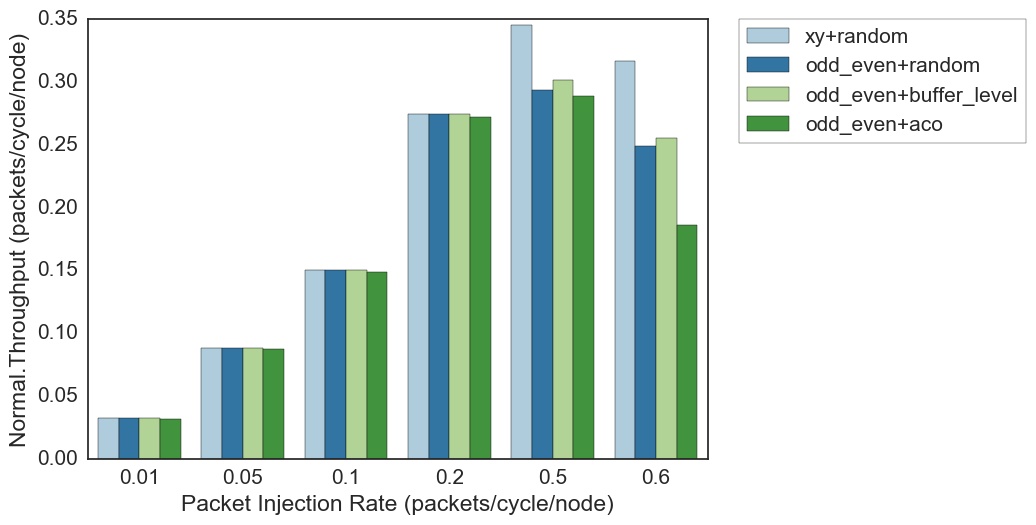 Normal.Throughput (packets/cycle/node)
0.35
0.30
0.25
0.20
0.15
0.10
0.05
0.00
0.01 0.05 0.1 0.2 0.5 0.6
Packet Injection Rate (packets/cycle/node)
xy+random
odd_even+random
odd_even+buffer_level
odd_even+aco